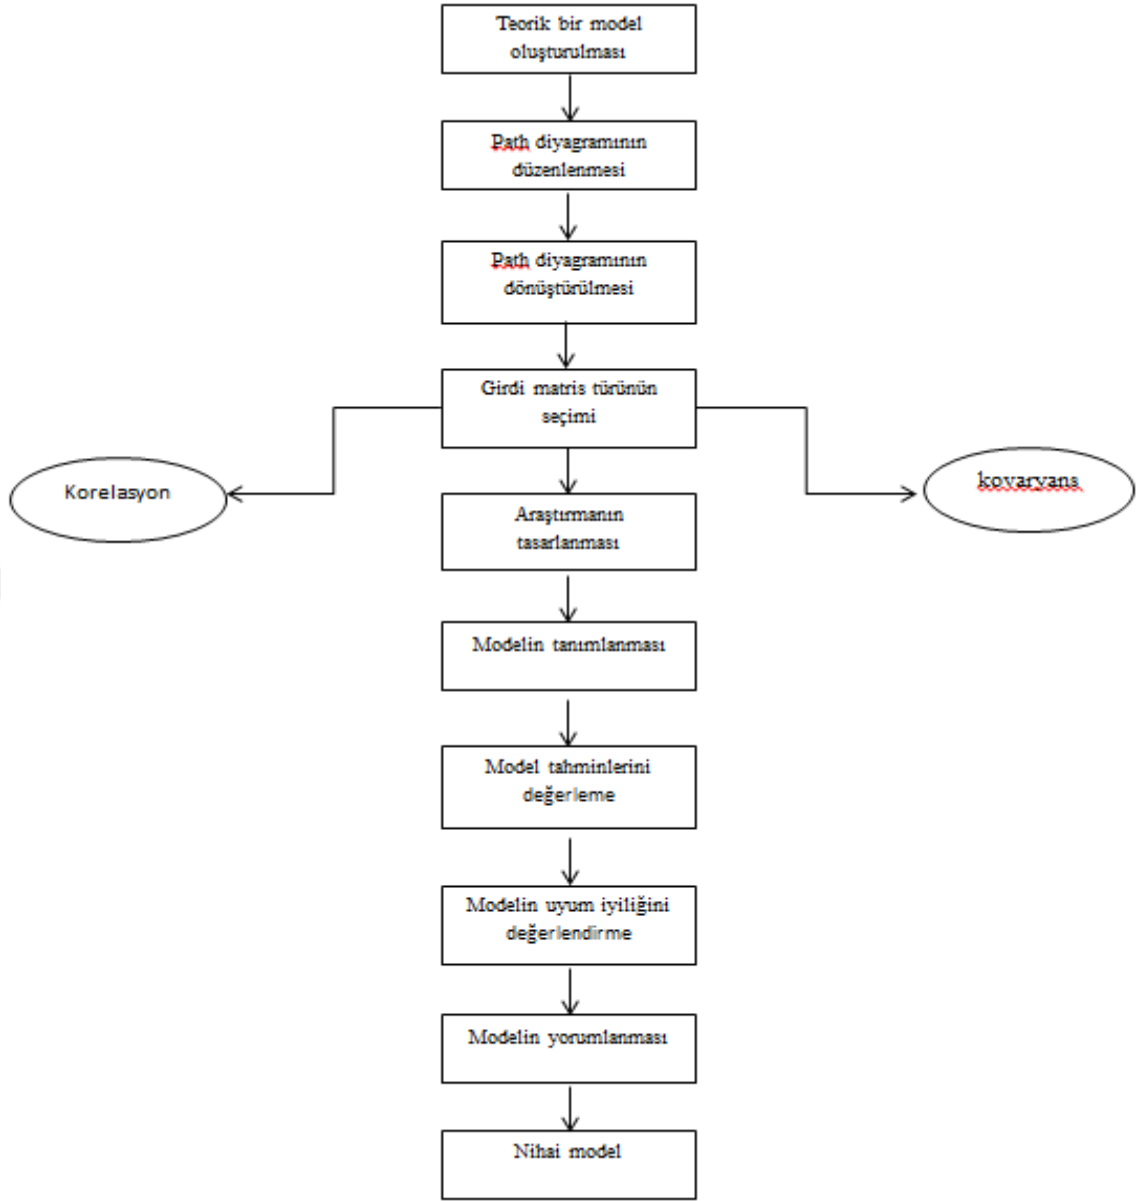 Teorik bir model
oluşturulması
Path diyagramının
düzenlenmesi
Path diyagramının
dönüştürülmesi
Girdi matris türünün
seçimi
Korelasyon
kovaryans
Araştırmanın
tasarlanması
Modelin tanımlanması
Model tahminlerini
değerleme
Modelin uyum iyiliğini
değerlendirme
Modelin yorumlanması
Nihai model